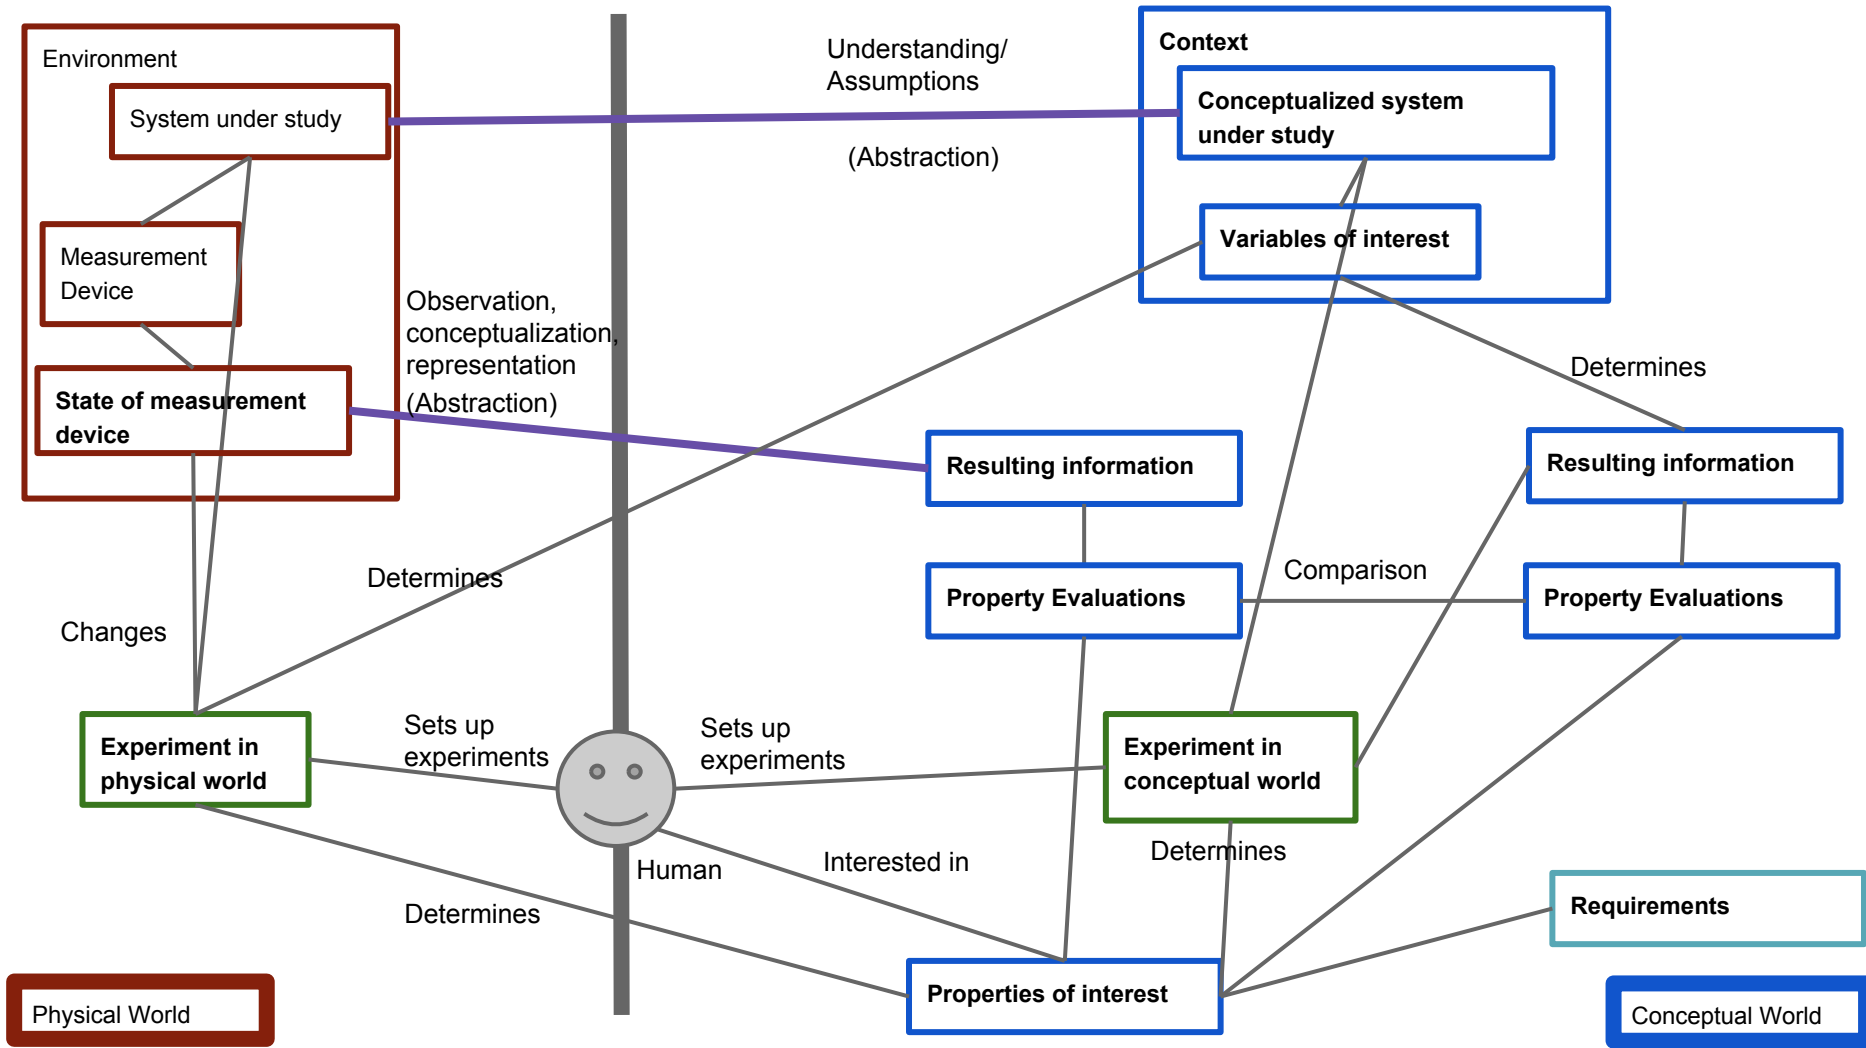 Environment
System under study
Measurement
Device
State of measurement
device
Observation,
conceptualization,
representation
(Abstraction)
Understanding/
Assumptions
(Abstraction)
Context
Conceptualized system
under study
Variables of interest
Determines
Resulting information
Resulting information
Determines
Property Evaluations
Comparison
Property Evaluations
Changes
Experiment in
physical world
Sets up
experiments
Sets up
experiments
Experiment in
conceptual world
Human
Interested in
Determines
Determines
Requirements
Properties of interest
Physical World
Conceptual World